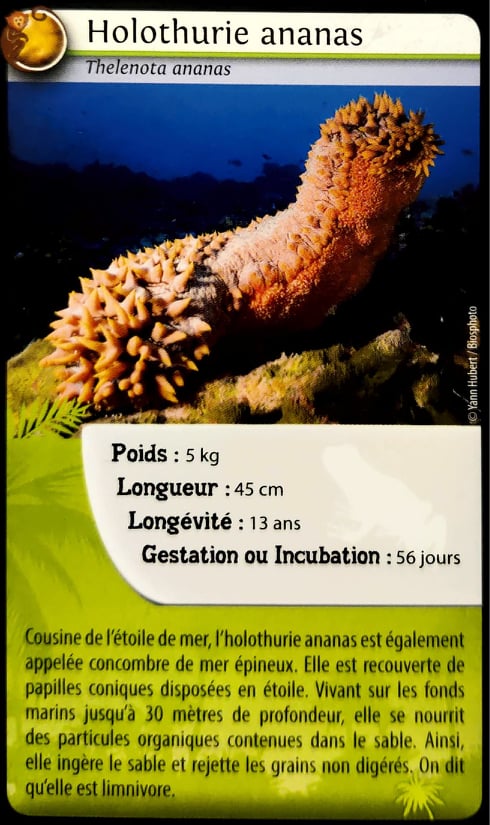 Holothurie ananas
Thelenota ananas
© Yann Hubert / Biosphoto
Poids : 5 kg
Longueur : 45 cm
Longévité : 13 ans
Gestation ou Incubation : 56 jours
Cousine de l'étoile de mer, l'holothurie ananas est également
appelée concombre de mer épineux. Elle est recouverte de
papilles coniques disposées en étoile. Vivant sur les fonds
marins jusqu'à 30 mètres de profondeur, elle se nourrit
des particules organiques contenues dans le sable. Ainsi,
elle ingère le sable et rejette les grains non digérés. On dit
qu'elle est limnivore.